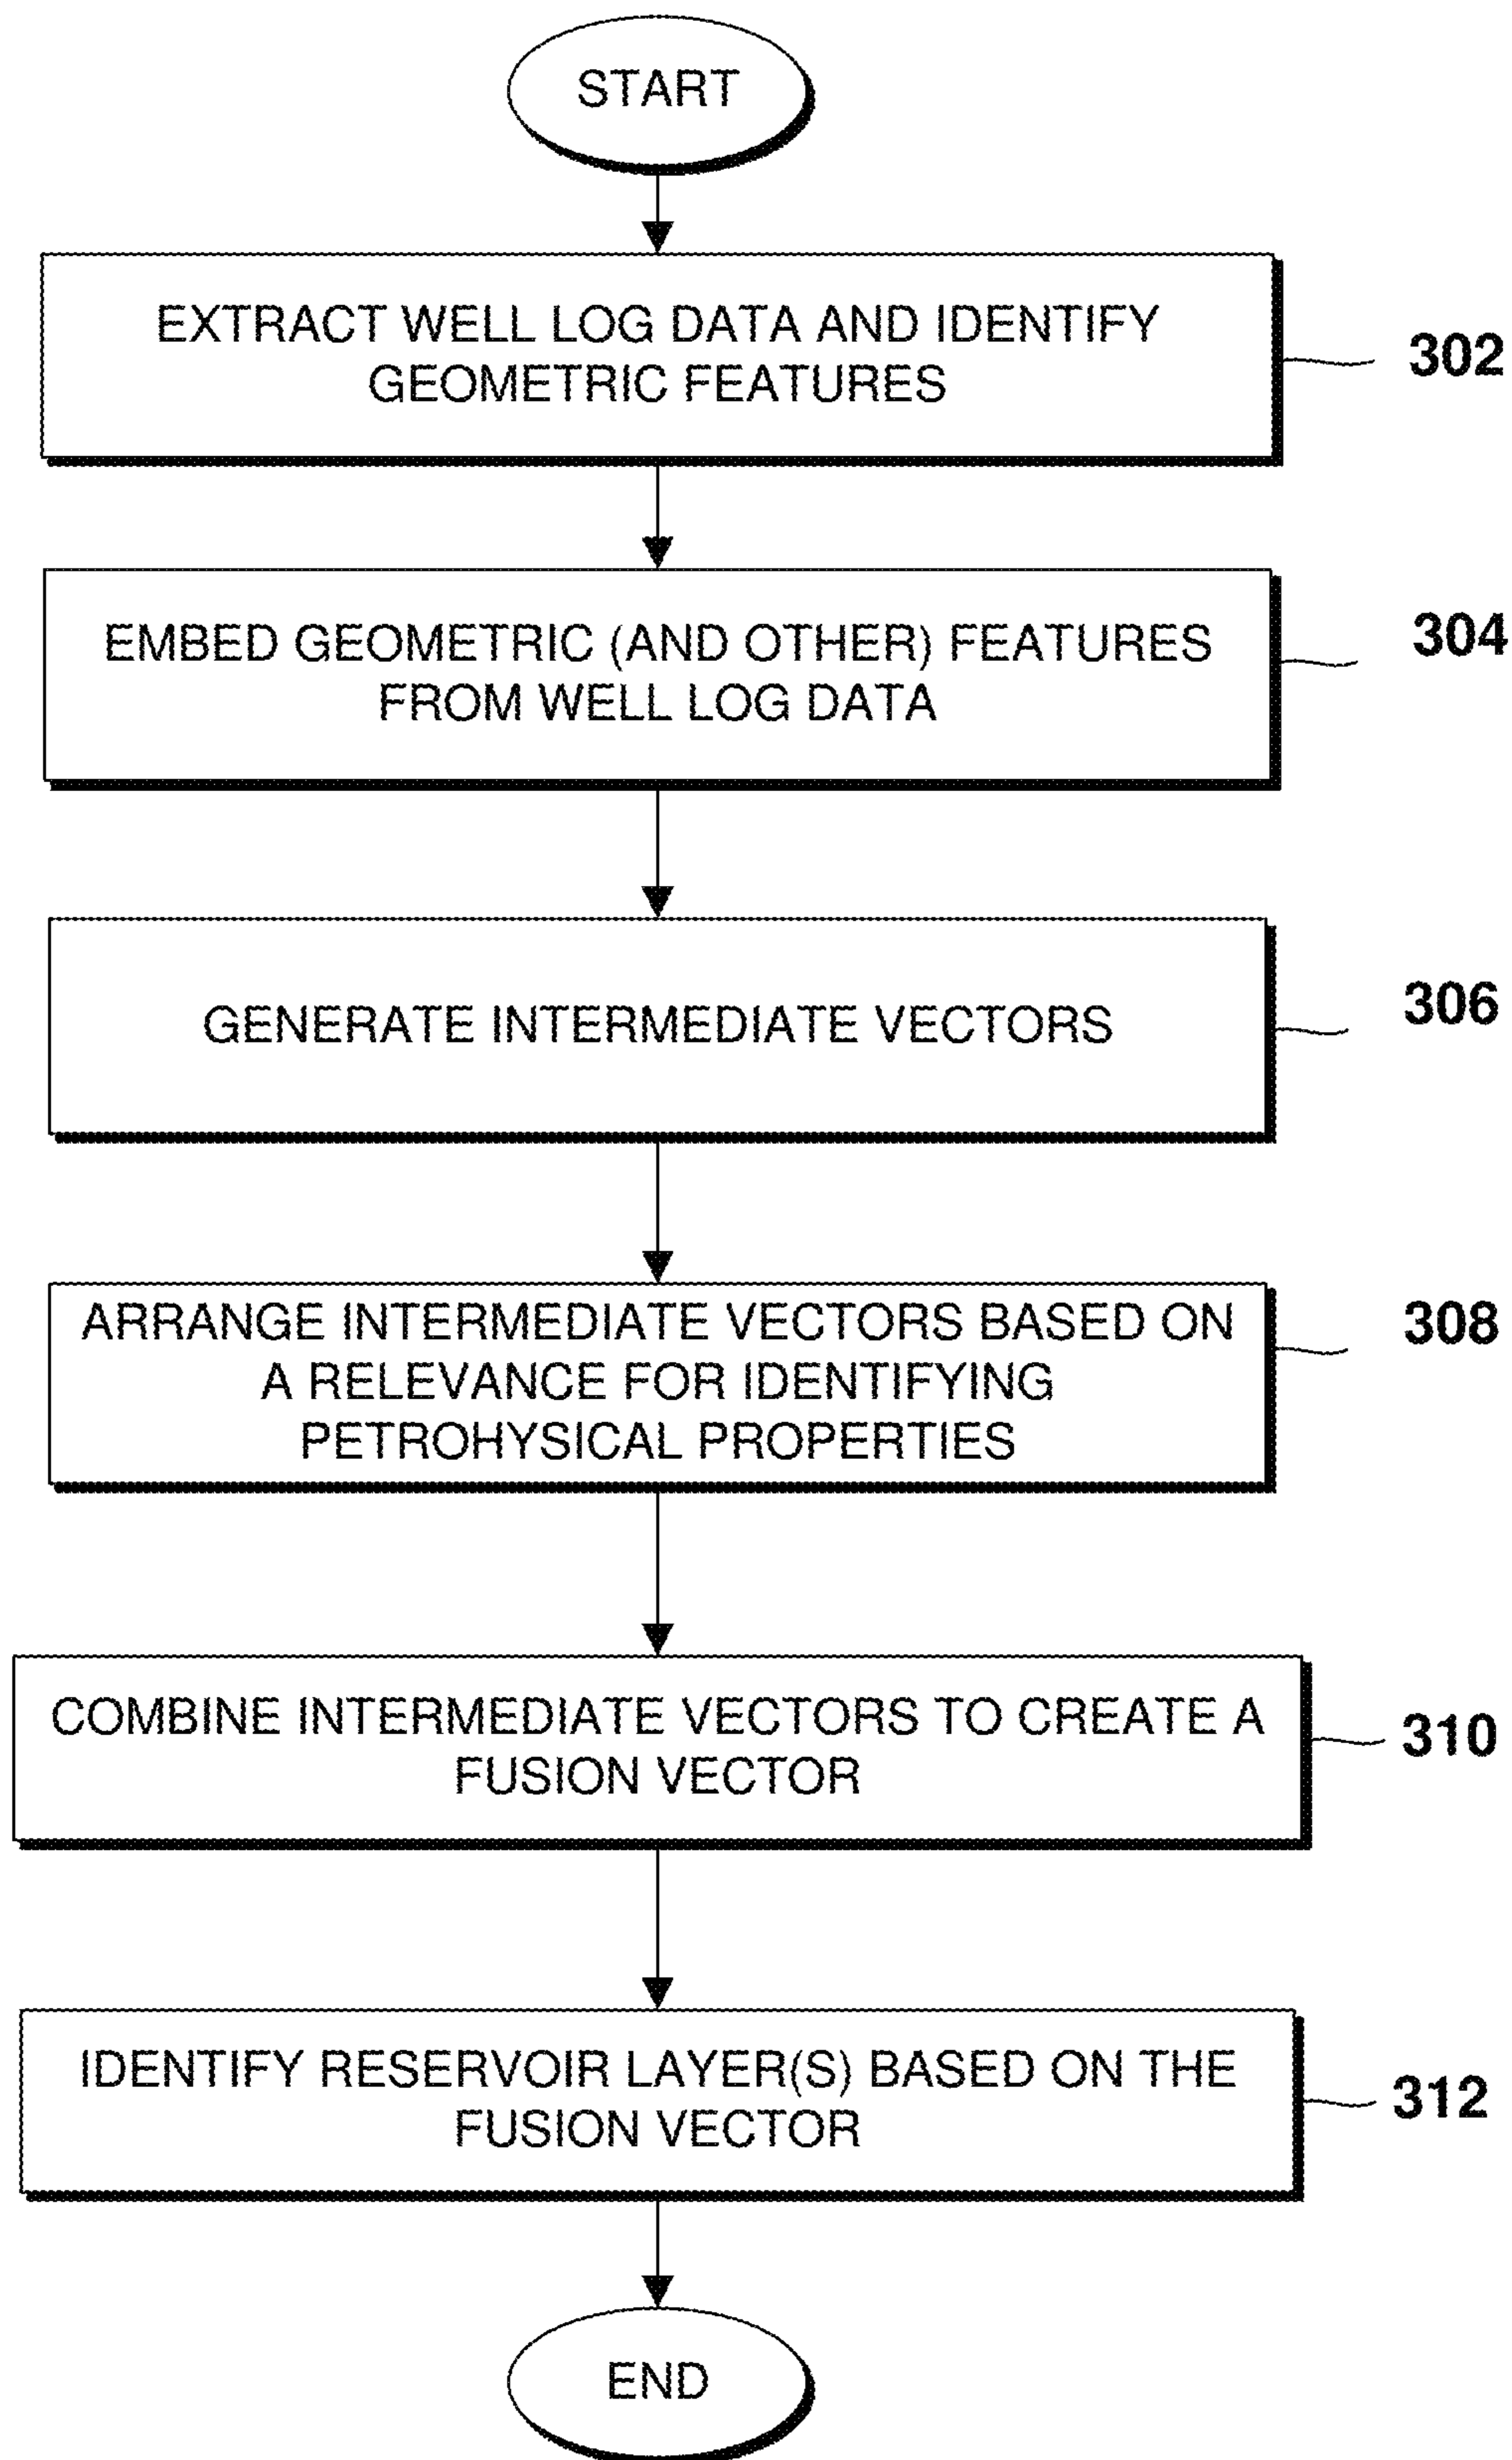 START
EXTRACT WELL LOG DATA AND IDENTIFY
GEOMETRIC FEATURES
302
EMBED GEOMETRIC (AND OTHER) FEATURES
FROM WELL LOG DATA
304
GENERATE INTERMEDIATE VECTORS
306
ARRANGE INTERMEDIATE VECTORS BASED ON
A RELEVANCE FOR IDENTIFYING
PETROHYSICAL PROPERTIES
308
COMBINE INTERMEDIATE VECTORS TO CREATE A
FUSION VECTOR
310
IDENTIFY RESERVOIR LAYER(S) BASED ON THE
FUSION VECTOR
312
END